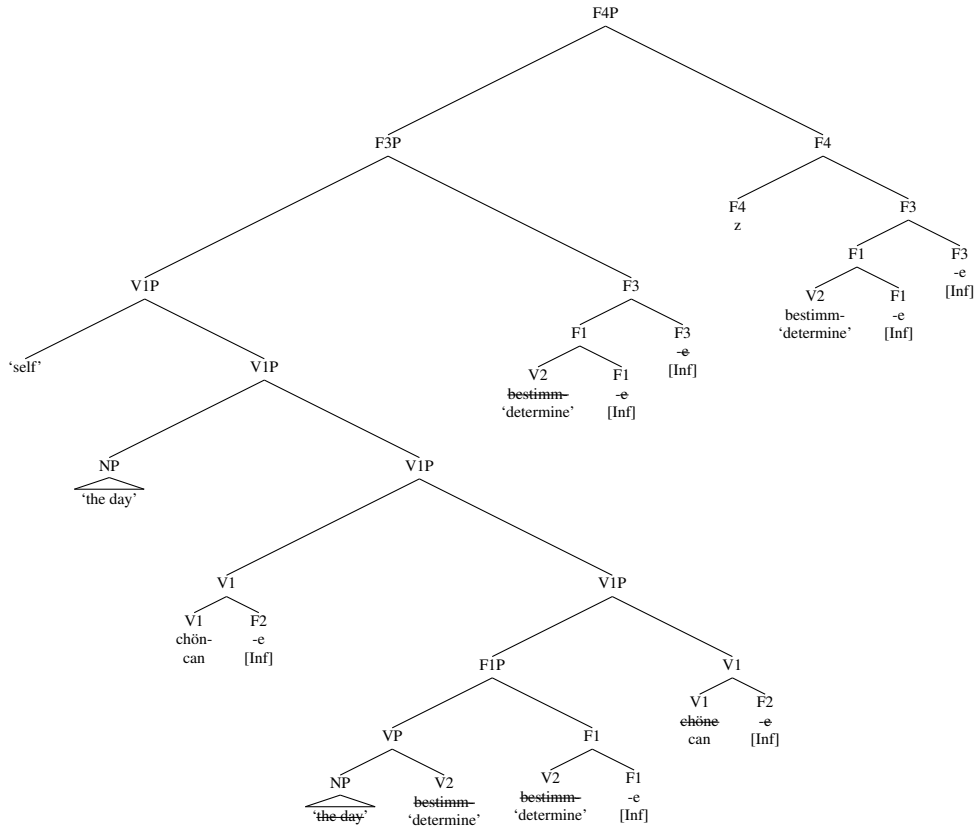 F4P
F3P F4
F4 F3
z
F1 F3
-e
[Inf]
V1P F3 V2 F1
bestimm- -e
'determine' [Inf]
F1 F3
-e
[Inf]
‘self’ V1P V2 F1
bestimm- -e
‘determine’ [Inf]
NP V1P
‘the day’
V1 V1P
V1 F2
chön- -e
can [Inf]
F1P V1
V1 F2
chöne -e
can [Inf]
VP F1
NP V2 V2 F1
‘the day’ bestimm- bestimm- -e
‘determine’ ‘determine’ [Inf]